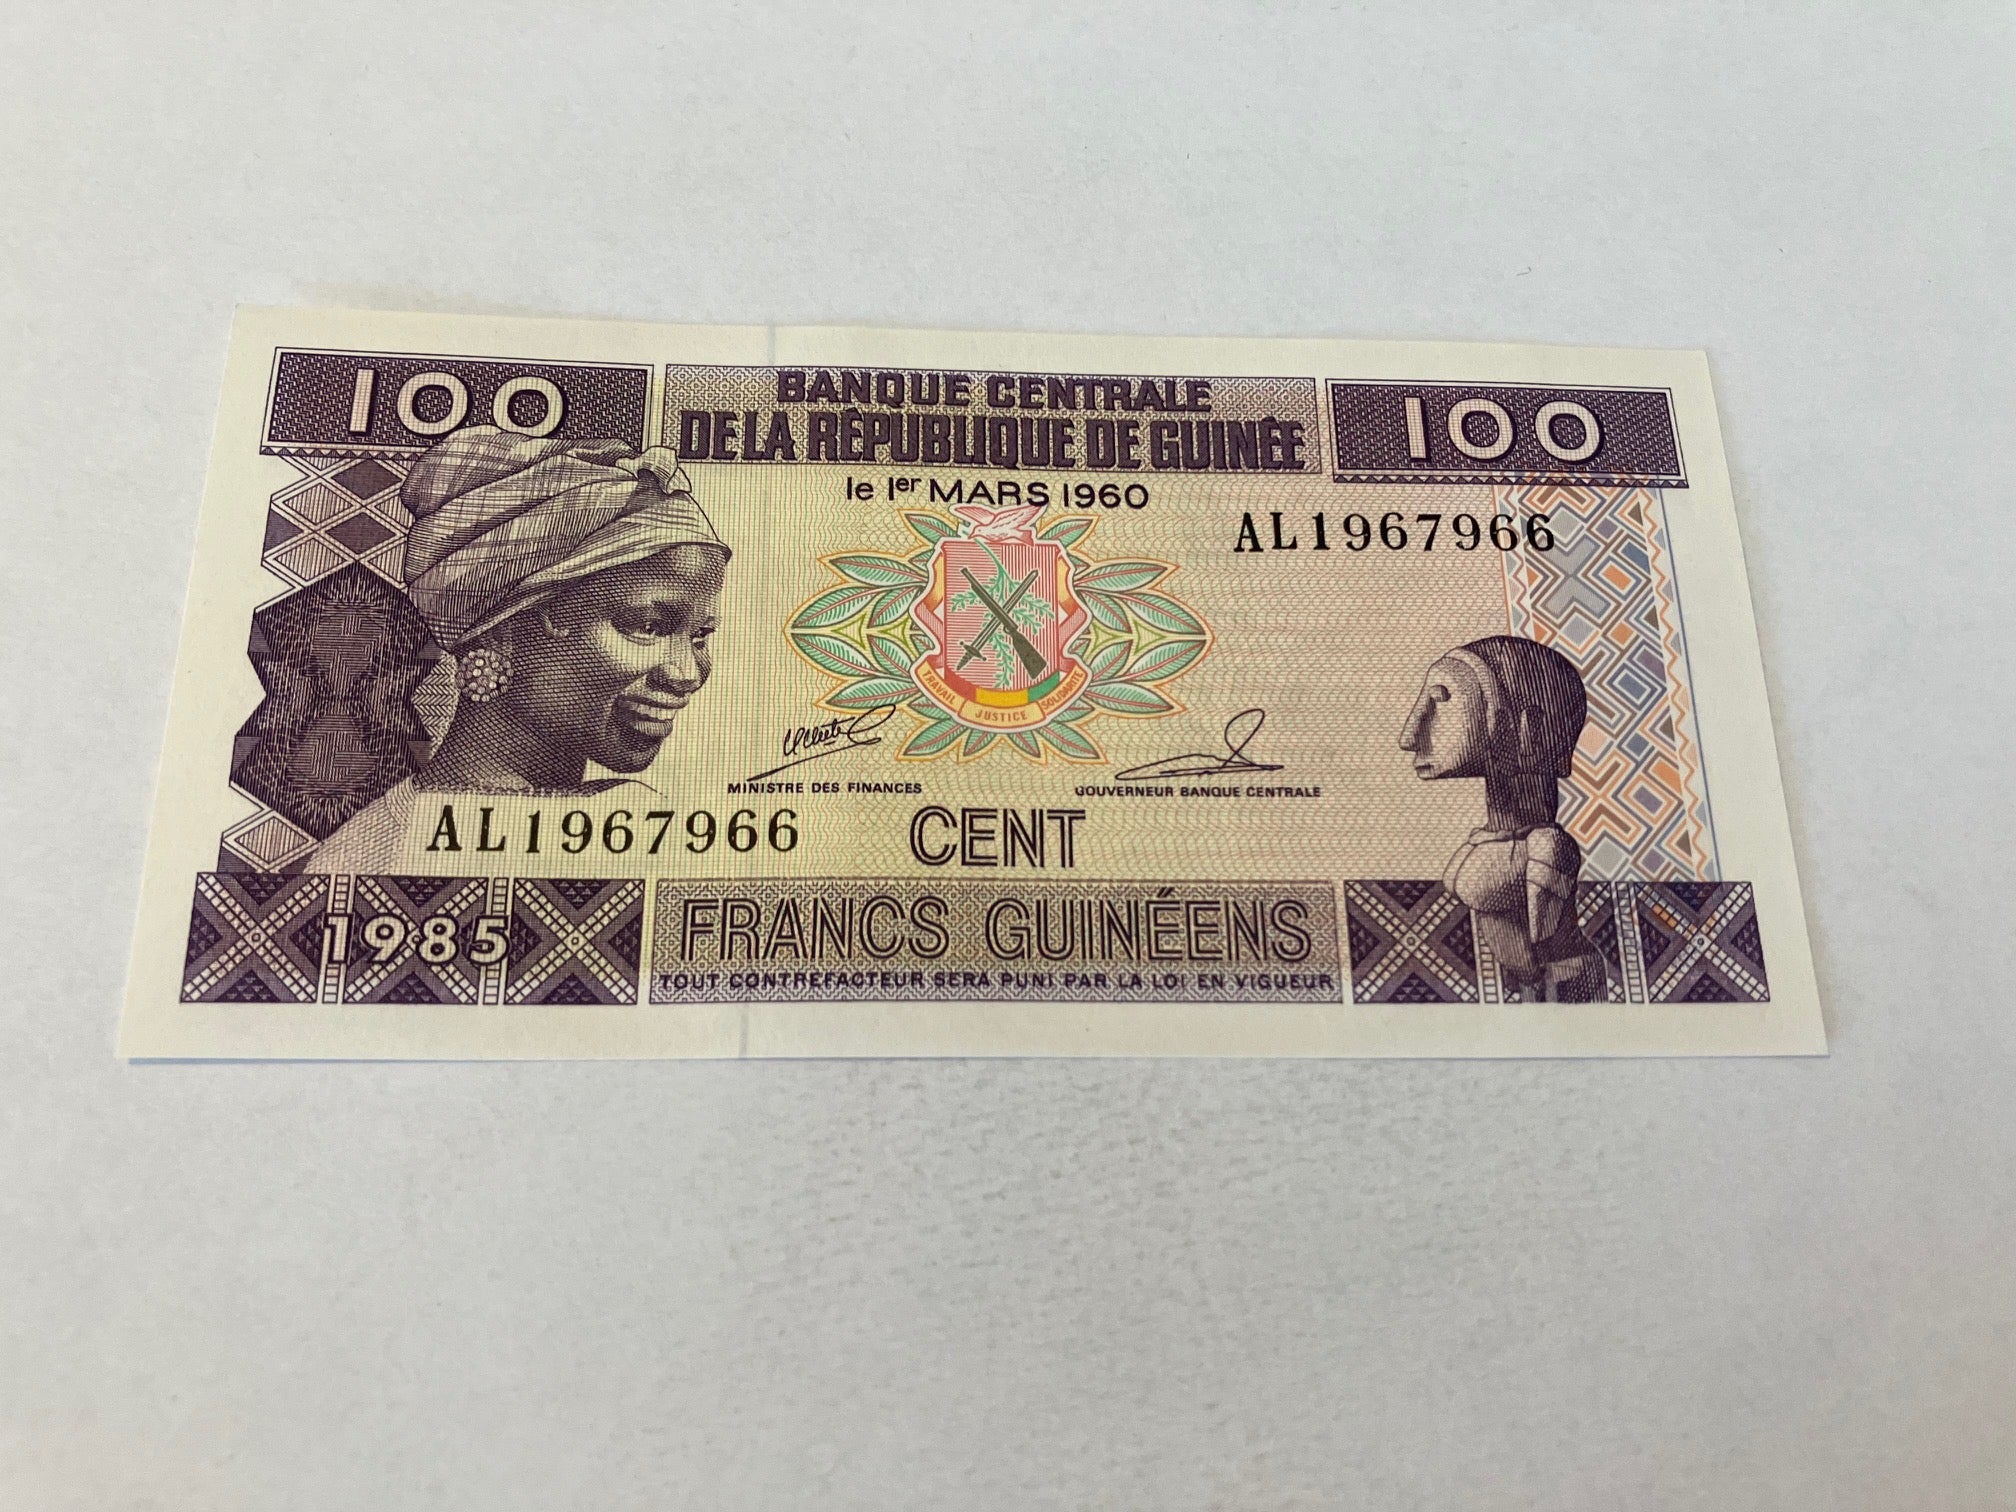 100
BANQUE CENTRALE
DE LA RÉPUBLIQUE DE GUINÉE
100
le 1er MARS 1960
AL1967966
TRAVAIL JUSTICE SOLIDARITÉ
MINISTRE DES FINANCES
GOUVERNEUR BANQUE CENTRALE
AL1967966
CENT
1985
FRANCS GUINÉENS
TOUT CONTREFACTEUR SERA PUNI PAR LA LOI EN VIGUEUR